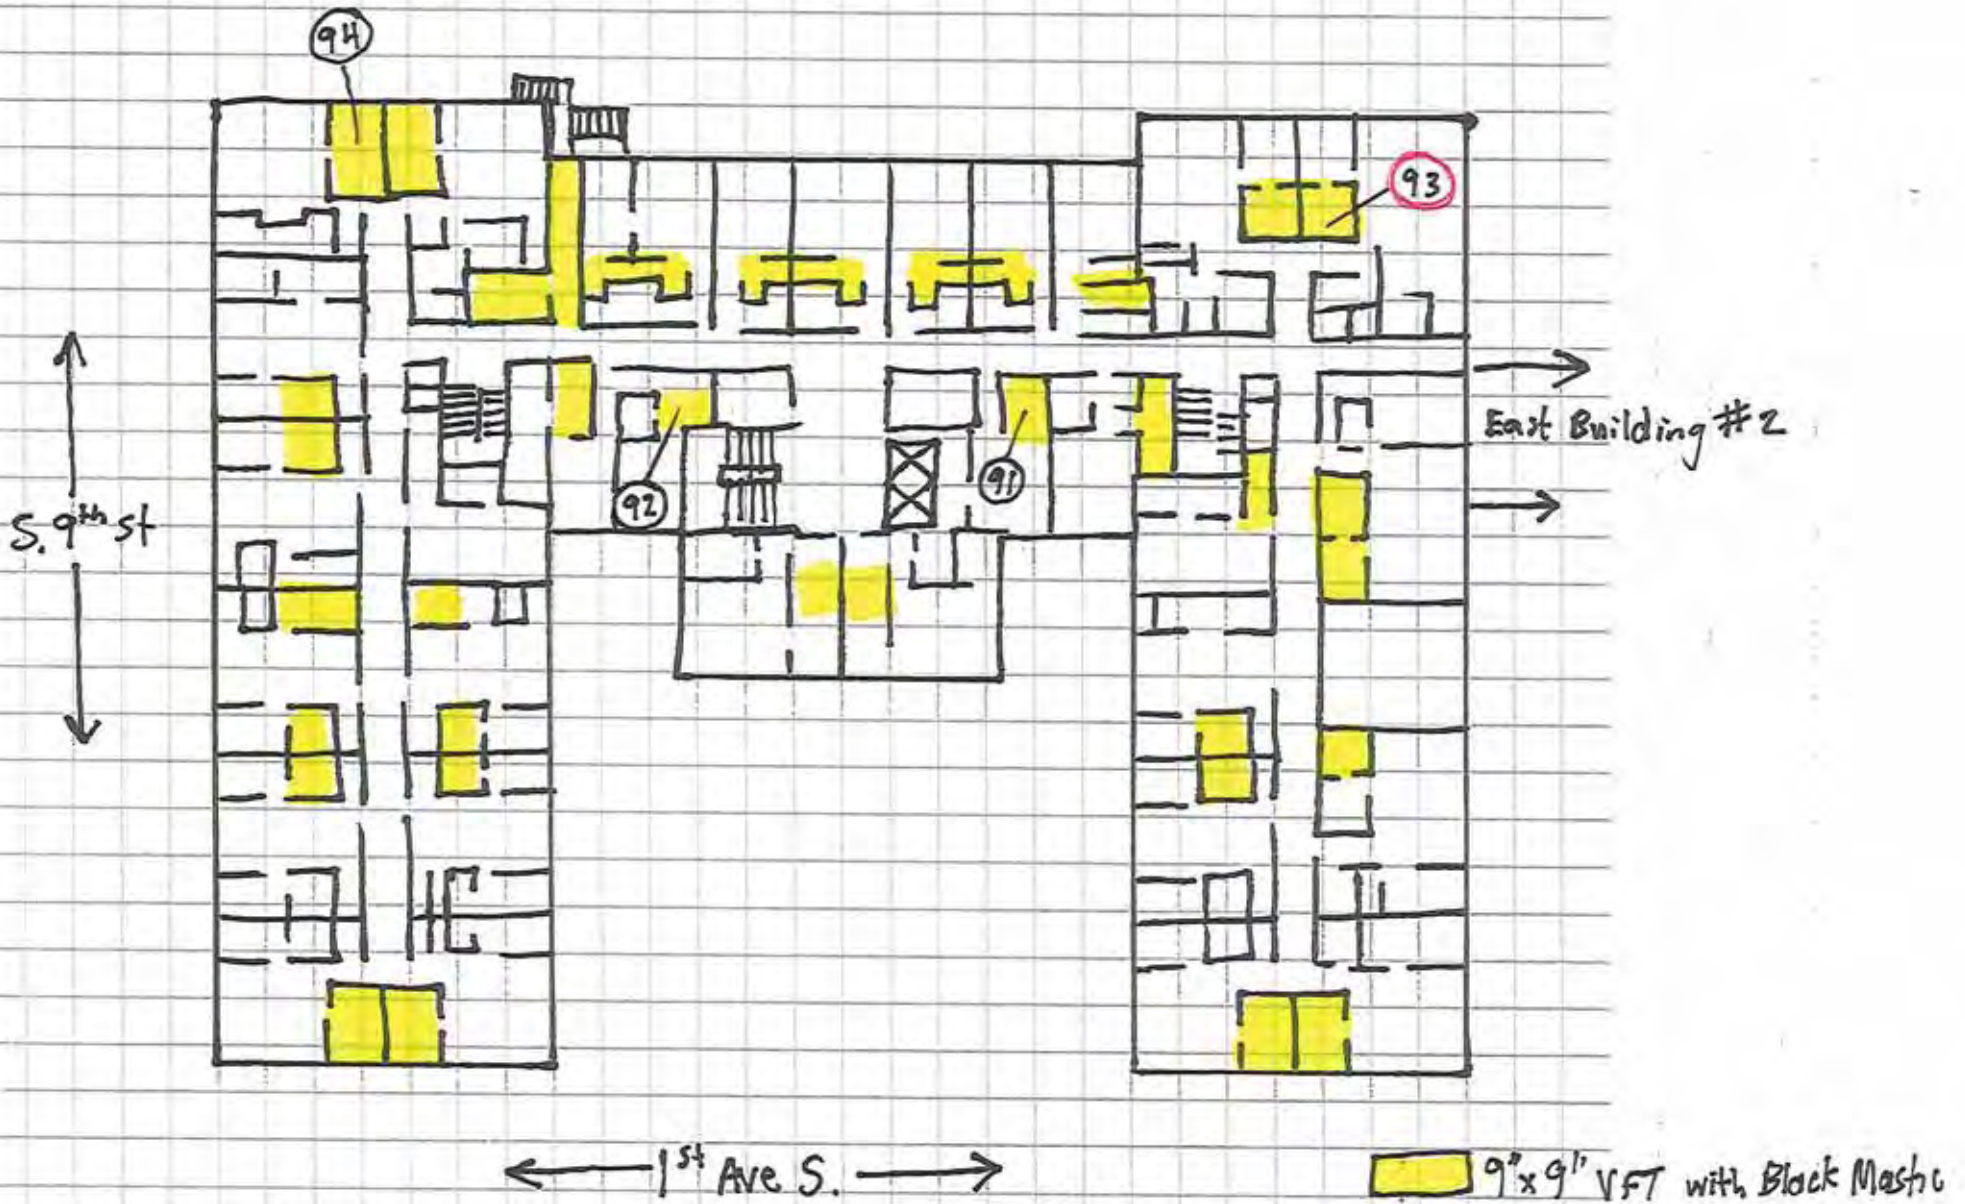 94
93
East Building #2
92
91
S. 9th St
1st Ave S.
9"x9" VFT with Black Mastic